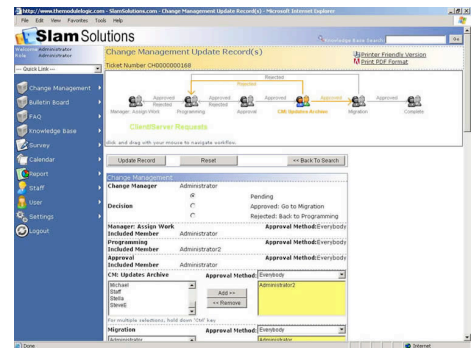 http://www.themodulelogic.com - SlamSolutions.com - Change Management Update Record(s) - Microsoft Internet Explorer
File Edit View Favorites Tools Help
Slam Solutions
Knowledge Base Search
Go
Welcome Administrator
Role Administrator
--- Quick Link ---
Change Management
Bulletin Board
FAQ
Knowledge Base
Survey
Calendar
Report
Staff
User
Settings
Logout
Change Management Update Record(s)
Printer Friendly Version
Print PDF Format
Ticket Number CH0000000168
Rejected
Rejected
Approved Approved Approved Approved Approved
Rejected Rejected
Manager: Assign Work Programming Approval CM: Updates Archive Migration Complete
Client/Server Requests
click and drag with your mouse to navigate workflow.
Update Record Reset << Back To Search
Change Management
Change Manager Administrator
Decision
Pending
Approved: Go to Migration
Rejected: Back to Programming
Manager: Assign Work Approval Method:Everybody
Included Member Administrator
Programming Approval Method:Everybody
Included Member Administrator2
Approval Approval Method:Everybody
Included Member Administrator
CM: Updates Archive Approval Method: Everybody
Michael
Staff
Stella
SteveE
Add >>
<< Remove
Administrator2
For multiple selections, hold down 'Ctrl' key
Migration Approval Method: Everybody
Administrator Administrator
Done Internet